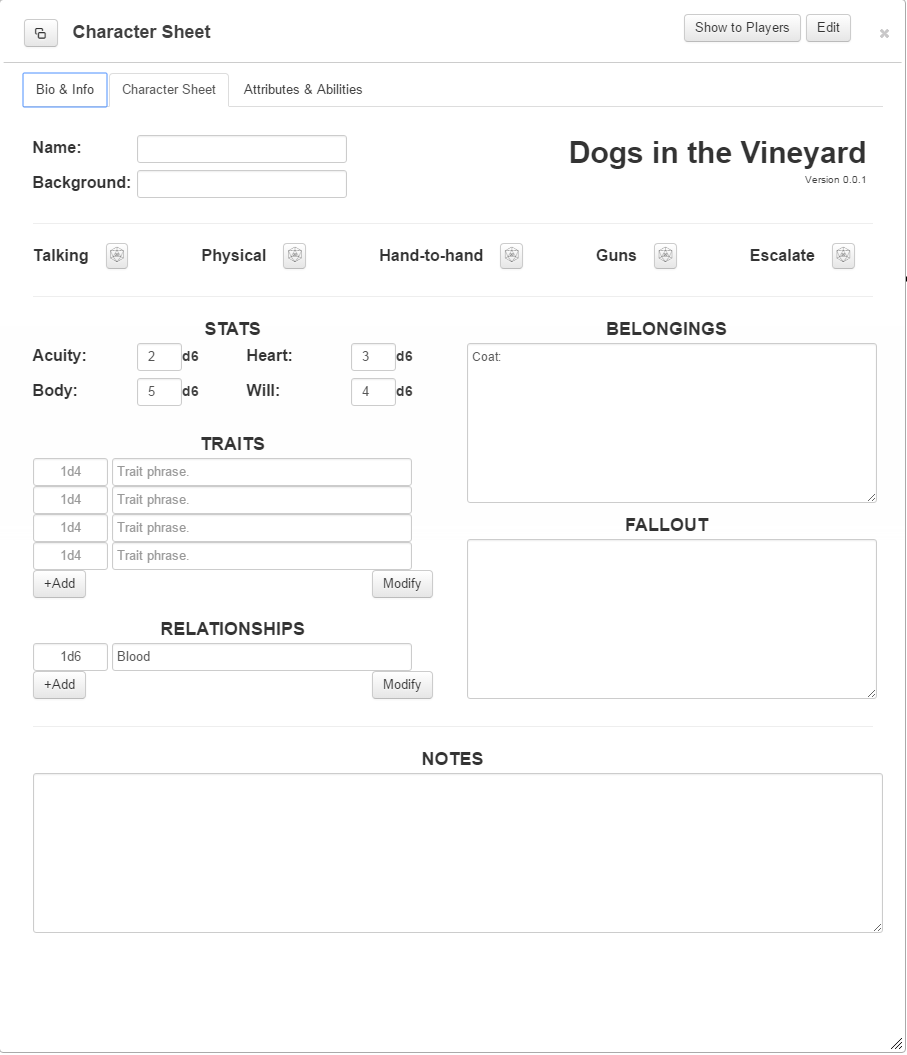 Character Sheet
Show to Players
Edit
Bio & Info
Character Sheet
Attributes & Abilities
Name:
Dogs in the Vineyard
Version 0.0.1
Background:
Talking
Physical
Hand-to-hand
Guns
Escalate
STATS
Acuity: 2 d6 Heart: 3 d6
Body: 5 d6 Will: 4 d6
TRAITS
1d4 Trait phrase.
1d4 Trait phrase.
1d4 Trait phrase.
1d4 Trait phrase.
+Add Modify
RELATIONSHIPS
1d6 Blood
+Add Modify
BELONGINGS
Coat:
FALLOUT
NOTES